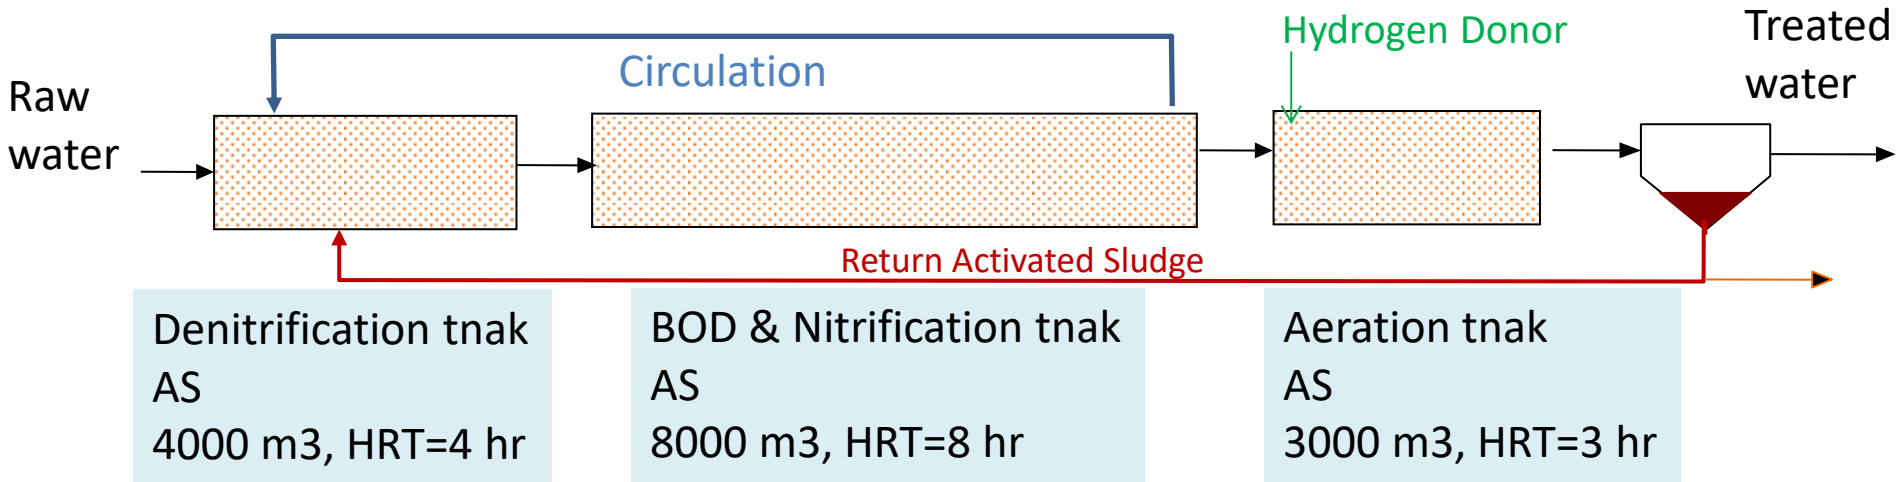 Raw
water
Circulation
Hydrogen Donor
Treated
water
Return Activated Sludge
Denitrification tnak
AS
4000 m3, HRT=4 hr
BOD & Nitrification tnak
AS
8000 m3, HRT=8 hr
Aeration tnak
AS
3000 m3, HRT=3 hr